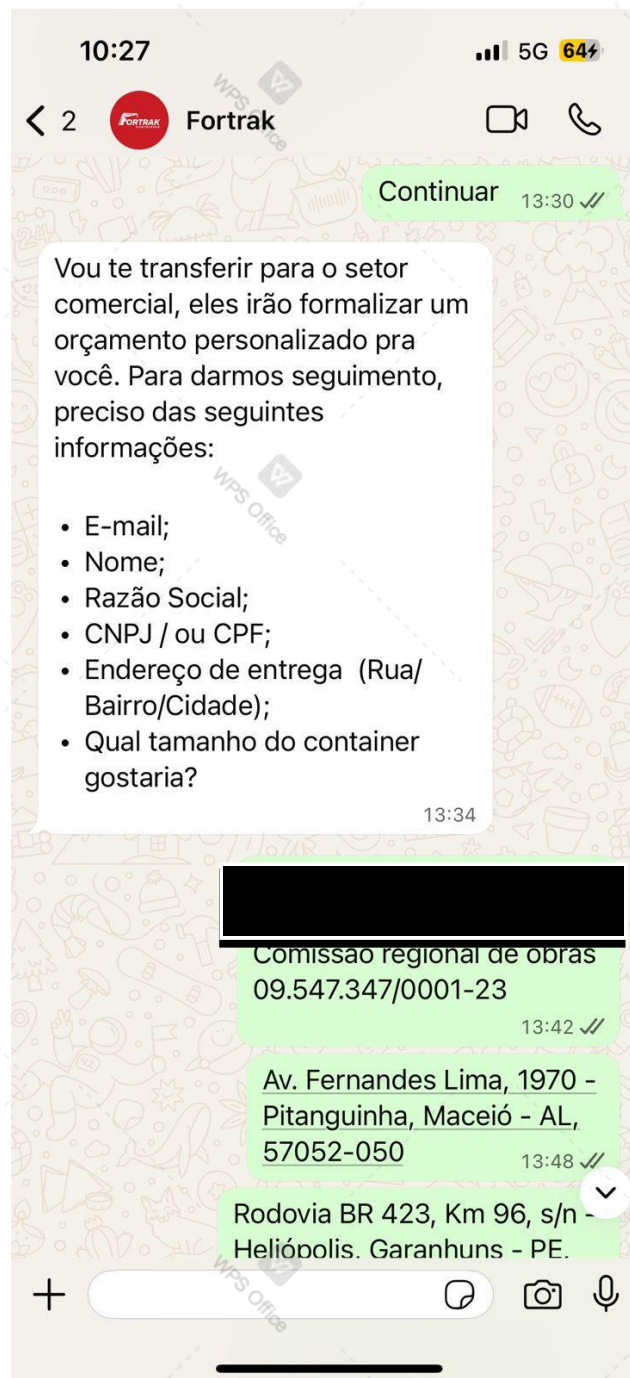 10:27
5G 64
2 FORTRAK Fortrak
Continuar 13:30
Vou te transferir para o setor
comercial, eles irão formalizar um
orçamento personalizado pra
você. Para darmos seguimento,
preciso das seguintes
informações:
• E-mail;
• Nome;
• Razão Social;
• CNPJ / ou CPF;
• Endereço de entrega (Rua/
Bairro/Cidade);
• Qual tamanho do container
gostaria?
13:34
Comissão regional de obras
09.547.347/0001-23
13:42
Av. Fernandes Lima, 1970 -
Pitanguinha, Maceió - AL,
57052-050 13:48
Rodovia BR 423, Km 96, s/n -
Heliópolis, Garanhuns - PE,
WPS Office
WPS Office
WPS Office